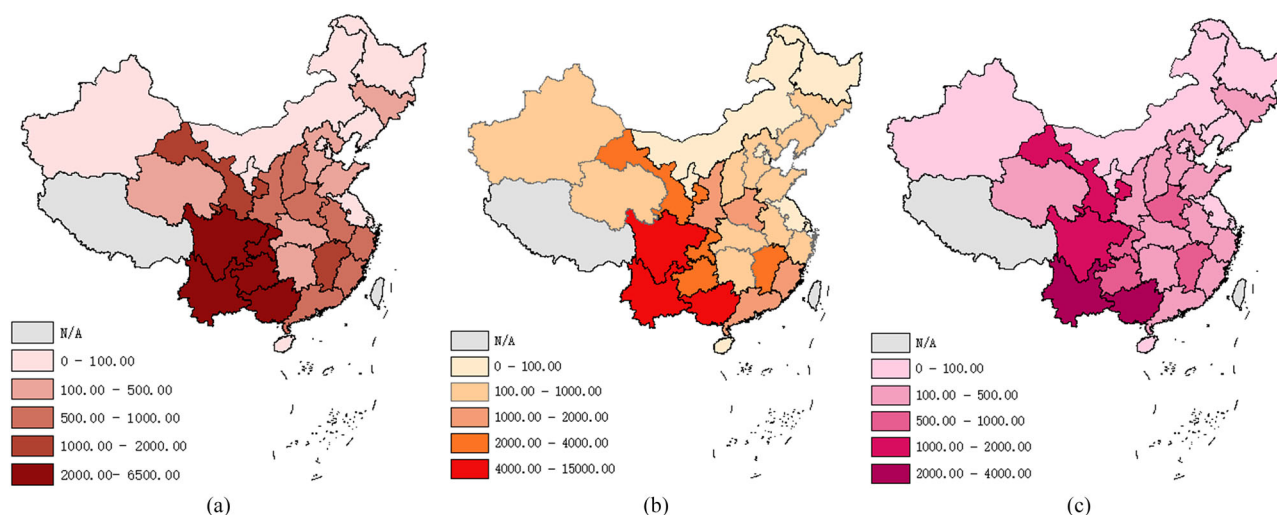 N/A
0 - 100.00
100.00 - 500.00
500.00 - 1000.00
1000.00 - 2000.00
2000.00- 6500.00
(a)
N/A
0 - 100.00
100.00 - 1000.00
1000.00 - 2000.00
2000.00 - 4000.00
4000.00 - 15000.00
(b)
N/A
0 - 100.00
100.00 - 500.00
500.00 - 1000.00
1000.00 - 2000.00
2000.00 - 4000.00
(c)